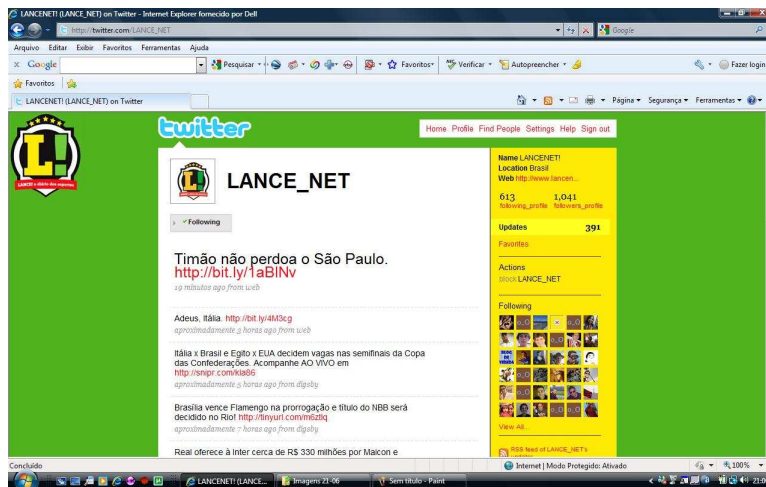 LANCENET! (LANCE_NET) on Twitter - Internet Explorer fornecido por Dell
http://twitter.com/LANCE_NET
Google
Arquivo Editar Exibir Favoritos Ferramentas Ajuda
x Google Pesquisar Favoritos Verificar Autopreencher Fazer login
Favoritos
LANCENET! (LANCE_NET) on Twitter
Página Segurança Ferramentas
twitter
Home Profile Find People Settings Help Sign out
L!
LANCE! o diário dos esportes
L!
LANCE_NET
Following
Timão não perdoa o São Paulo.
http://bit.ly/1aBlNv
19 minutos ago from web
Adeus, Itália. http://bit.ly/4M3cg
aproximadamente 3 horas ago from web
Itália x Brasil e Egito x EUA decidem vagas nas semifinais da Copa
das Confederações. Acompanhe AO VIVO em
http://snipr.com/kla86
aproximadamente 5 horas ago from digsby
Brasília vence Flamengo na prorrogação e título do NBB será
decidido no Rio! http://tinyurl.com/m6ztlq
aproximadamente 7 horas ago from digsby
Real oferece à Inter cerca de R$ 330 milhões por Maicon e
Name LANCENET!
Location Brasil
Web http://www.lancen...
613 1,041
following_profile followers_profile
Updates 391
Favorites
Actions
block LANCE_NET
Following
View All...
RSS feed of LANCE_NET's
Concluído
Internet | Modo Protegido: Ativado
100%
LANCENET! (LANCE...
Imagens 21-06
Sem título - Paint